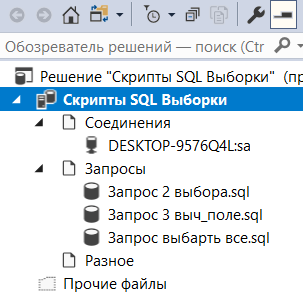 Обозреватель решений — поиск (Ctr
Решение "Скрипты SQL Выборки" (пр
Скрипты SQL Выборки
Соединения
DESKTOP-9576Q4L:sa
Запросы
Запрос 2 выбора.sql
Запрос 3 выч_поле.sql
Запрос выбарть все.sql
Разное
Прочие файлы